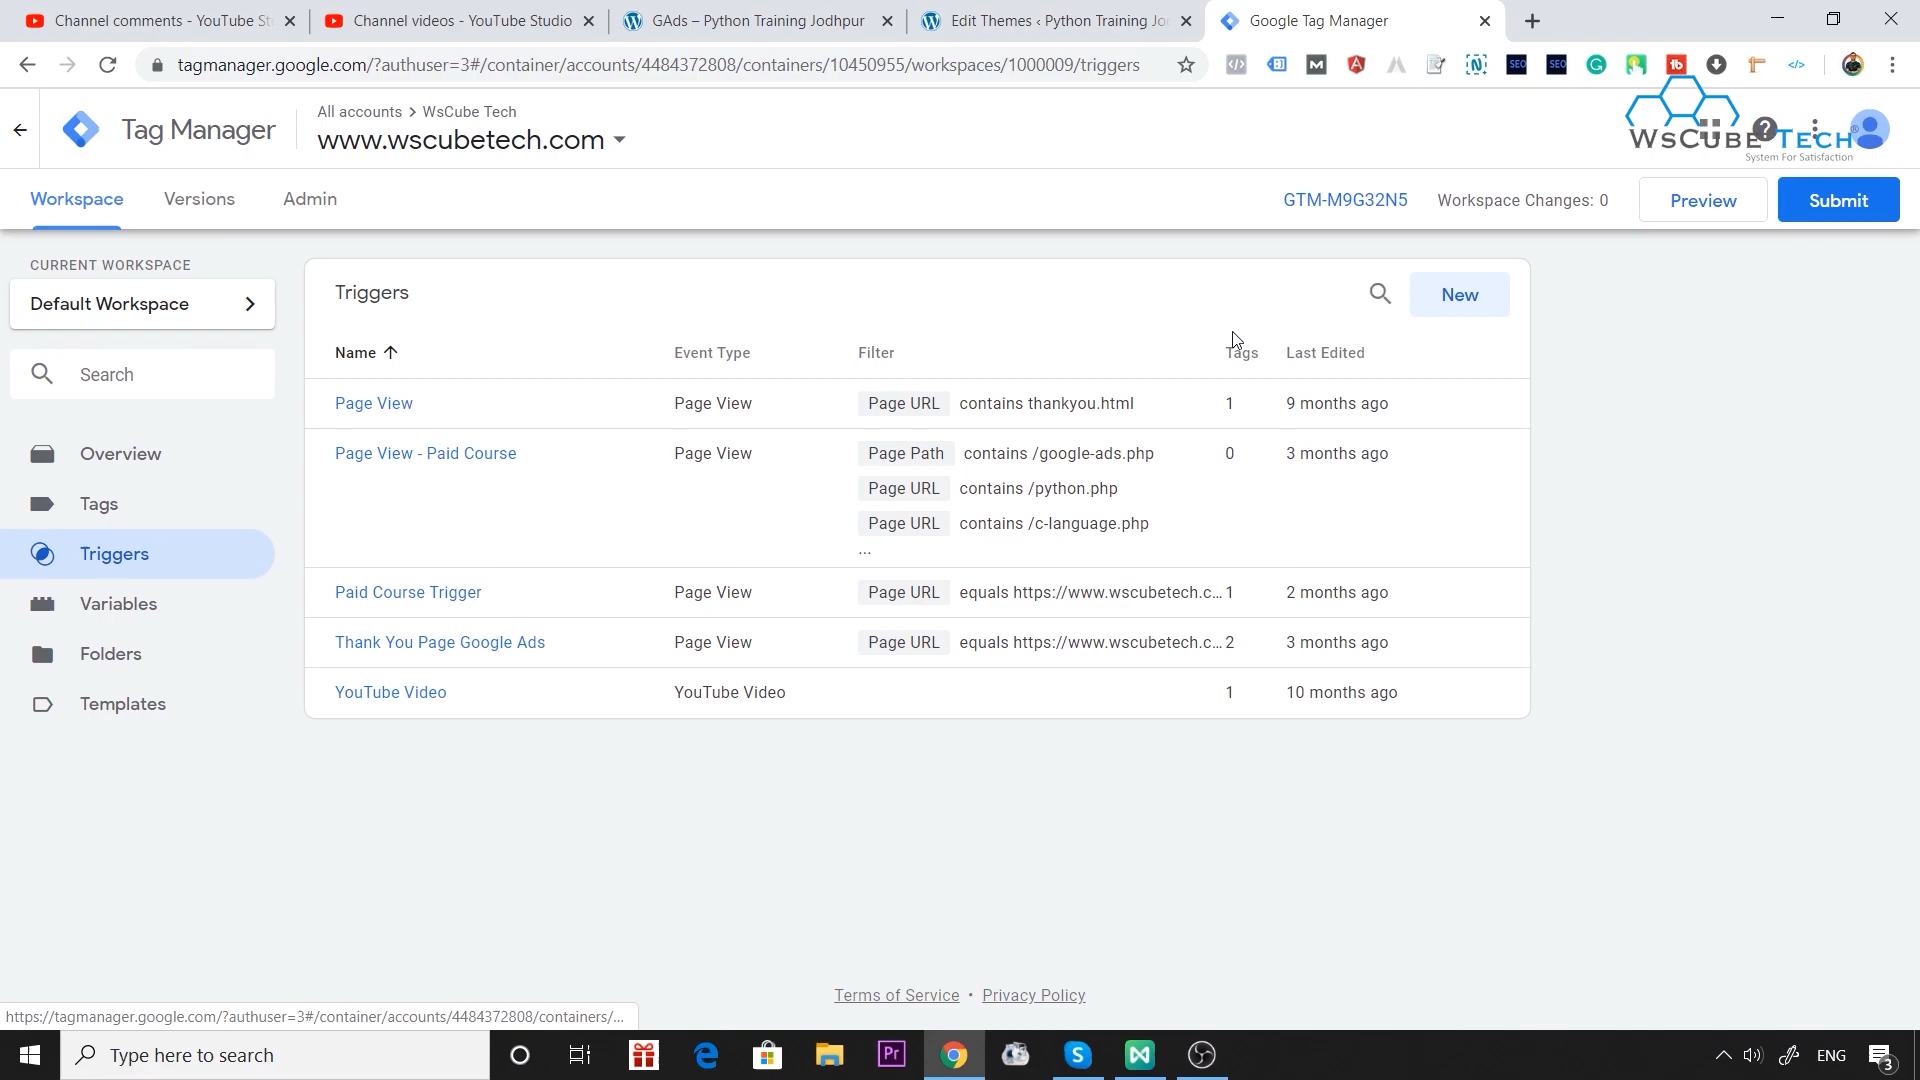 Channel comments - YouTube St
Channel videos - YouTube Studio
GAds – Python Training Jodhpur
Edit Themes ‹ Python Training Jo
Google Tag Manager
tagmanager.google.com/?authuser=3#/container/accounts/4484372808/containers/10450955/workspaces/1000009/triggers
Tag Manager
All accounts > WsCube Tech
www.wscubetech.com
WsCube Tech
System For Satisfaction
Workspace
Versions
Admin
GTM-M9G32N5
Workspace Changes: 0
Preview
Submit
CURRENT WORKSPACE
Default Workspace
Search
Overview
Tags
Triggers
Variables
Folders
Templates
Triggers
New
Name Event Type Filter Tags Last Edited
Page View Page View Page URL contains thankyou.html 1 9 months ago
Page View - Paid Course Page View Page Path contains /google-ads.php 0 3 months ago
Page URL contains /python.php
Page URL contains /c-language.php
...
Paid Course Trigger Page View Page URL equals https://www.wscubetech.c... 1 2 months ago
Thank You Page Google Ads Page View Page URL equals https://www.wscubetech.c... 2 3 months ago
YouTube Video YouTube Video 1 10 months ago
Terms of Service • Privacy Policy
https://tagmanager.google.com/?authuser=3#/container/accounts/4484372808/containers/...
Type here to search
Pr
S
ENG
3